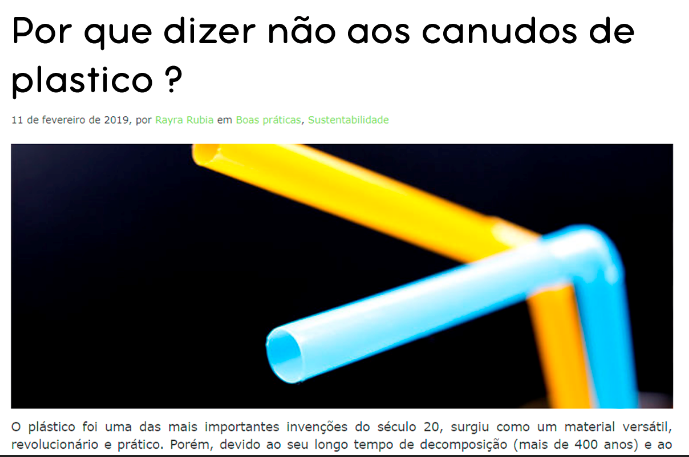 Por que dizer não aos canudos de
plastico ?
11 de fevereiro de 2019, por Rayra Rubia em Boas práticas, Sustentabilidade
O plástico foi uma das mais importantes invenções do século 20, surgiu como um material versátil,
revolucionário e prático. Porém, devido ao seu longo tempo de decomposição (mais de 400 anos) e ao